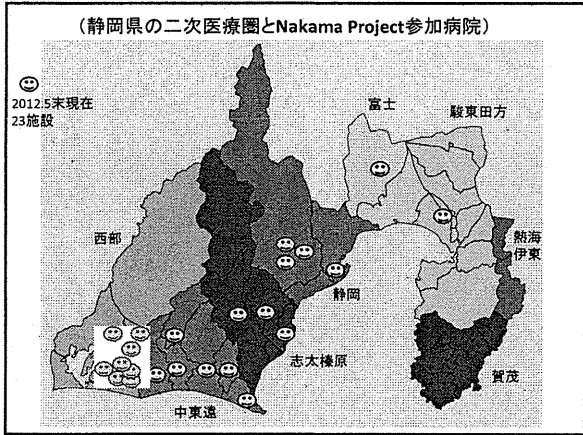 (静岡県の二次医療圏とNakama Project参加病院)
2012.5末現在
23施設
富士
駿東田方
西部
熱海
伊東
静岡
志太榛原
賀茂
中東遠